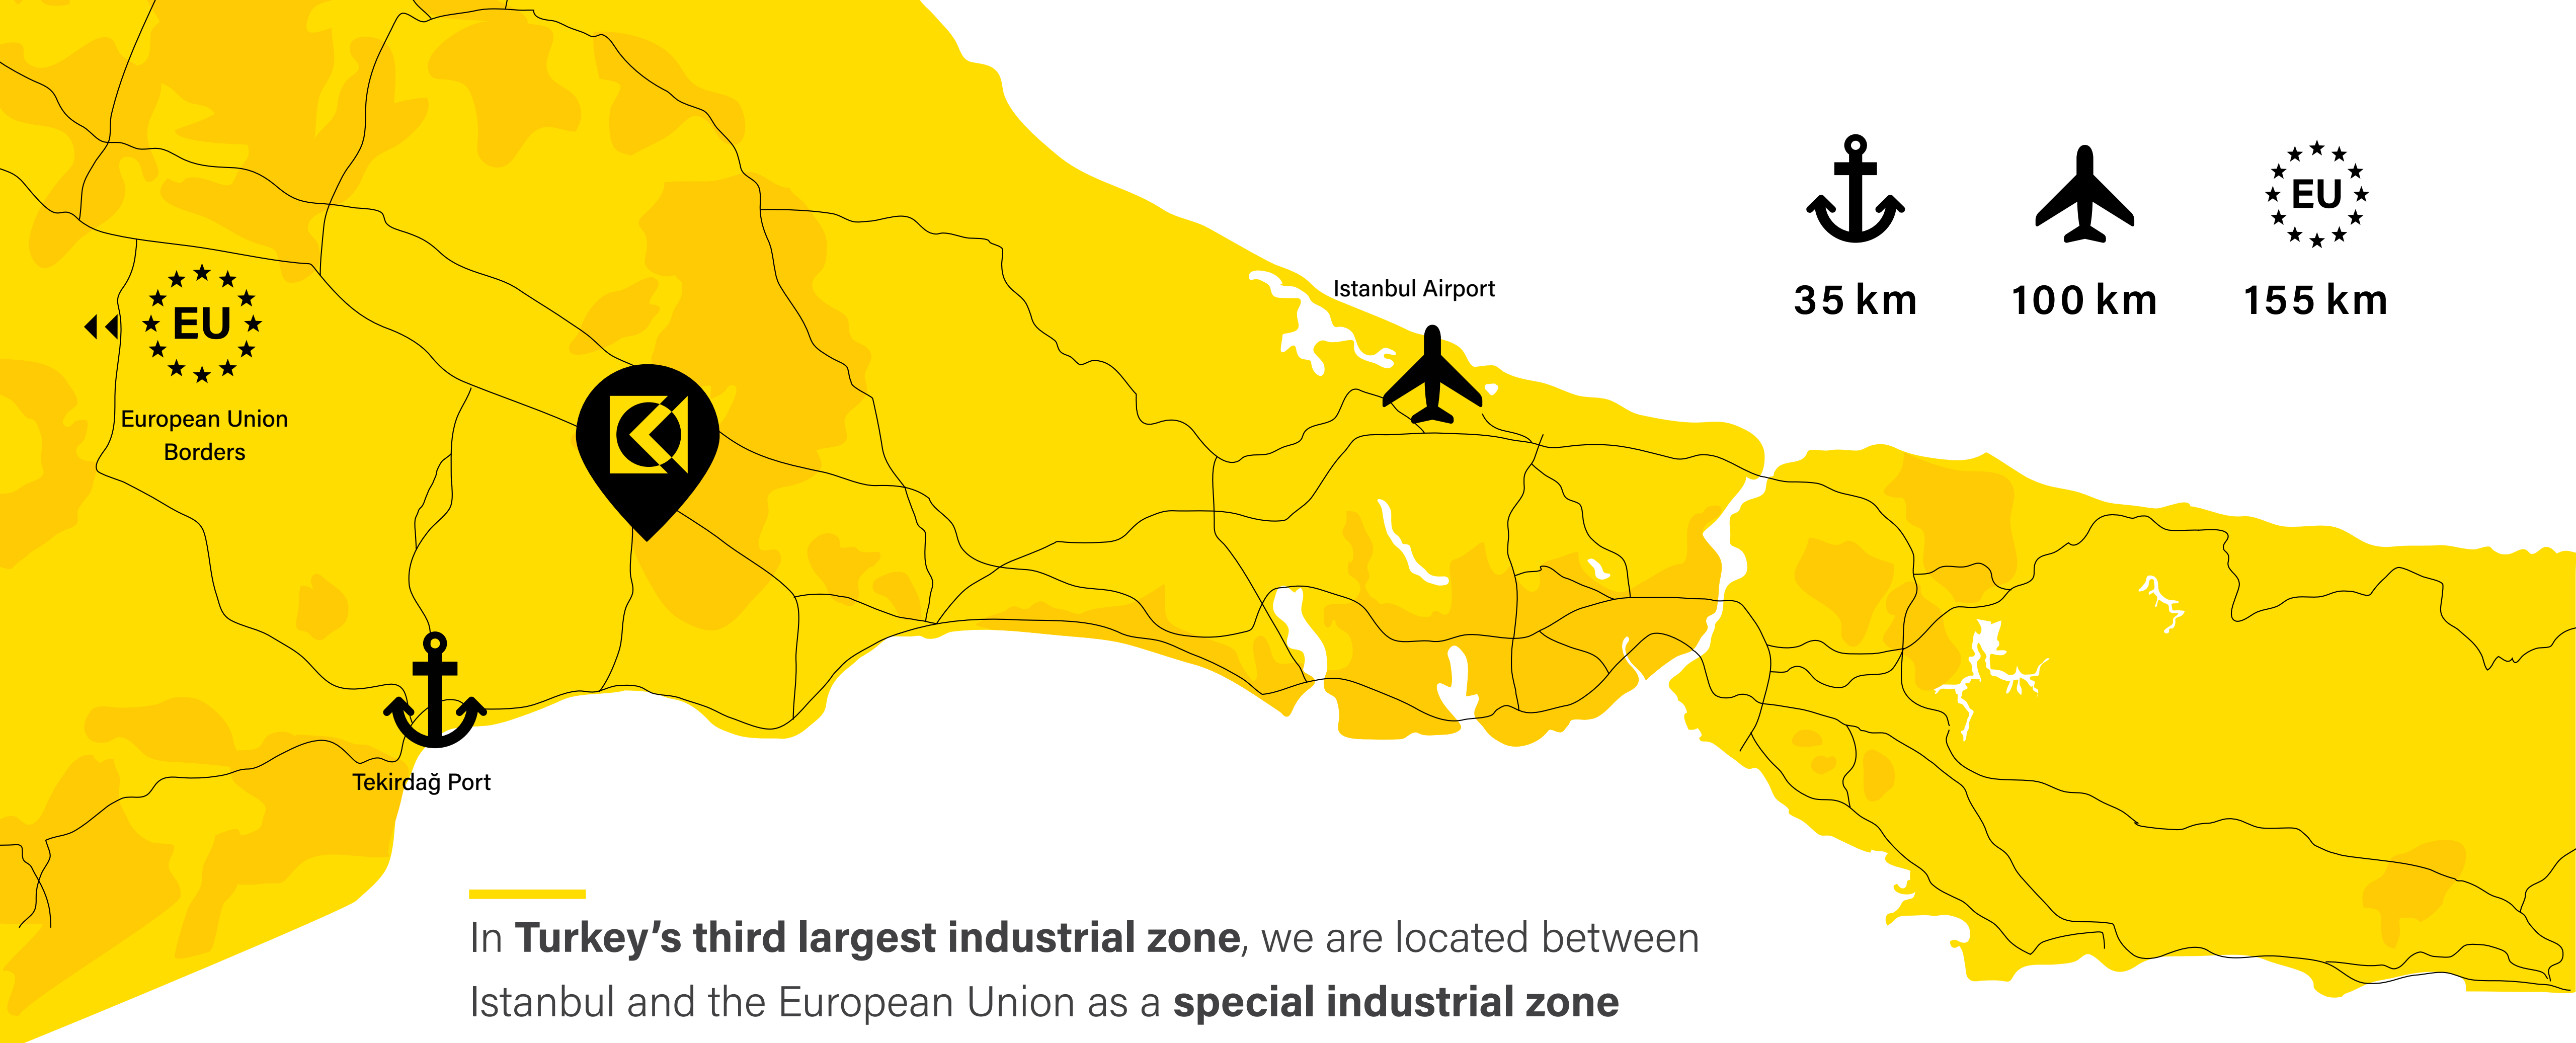 Istanbul Airport
35 km
100 km
EU
155 km
EU
European Union
Borders
Tekirdağ Port
In Turkey’s third largest industrial zone, we are located between
Istanbul and the European Union as a special industrial zone